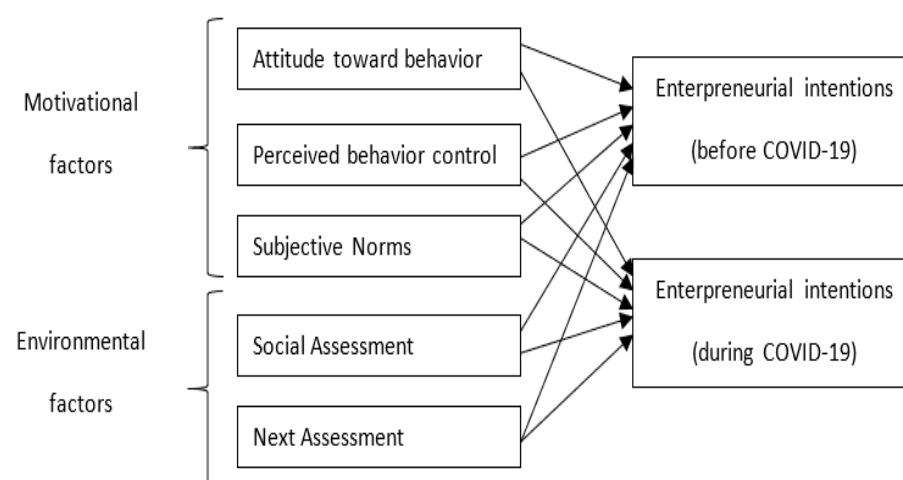 Motivational
factors
Attitude toward behavior
Perceived behavior control
Subjective Norms
Environmental
factors
Social Assessment
Next Assessment
Enterpreneurial intentions
(before COVID-19)
Enterpreneurial intentions
(during COVID-19)